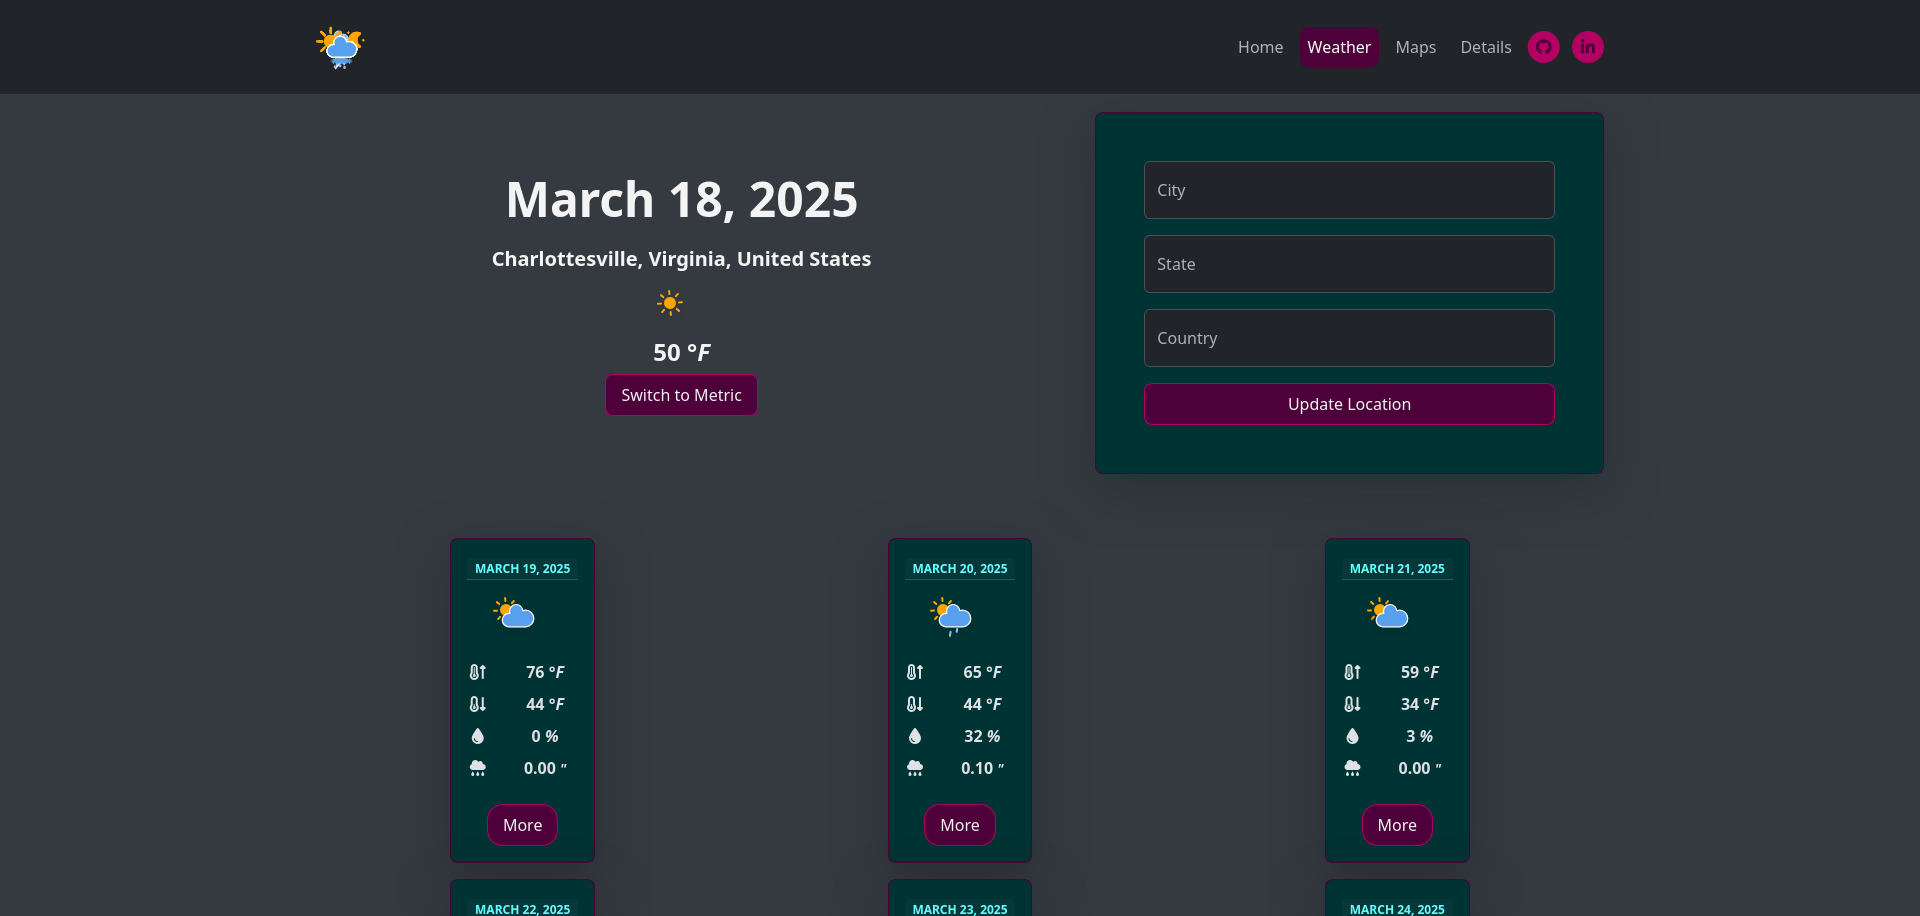 Home Weather Maps Details in
March 18, 2025
Charlottesville, Virginia, United States
50 °F
Switch to Metric
City
State
Country
Update Location
MARCH 19, 2025
76 °F
44 °F
0 %
0.00 "
More
MARCH 20, 2025
65 °F
44 °F
32 %
0.10 "
More
MARCH 21, 2025
59 °F
34 °F
3 %
0.00 "
More
MARCH 22, 2025
MARCH 23, 2025
MARCH 24, 2025